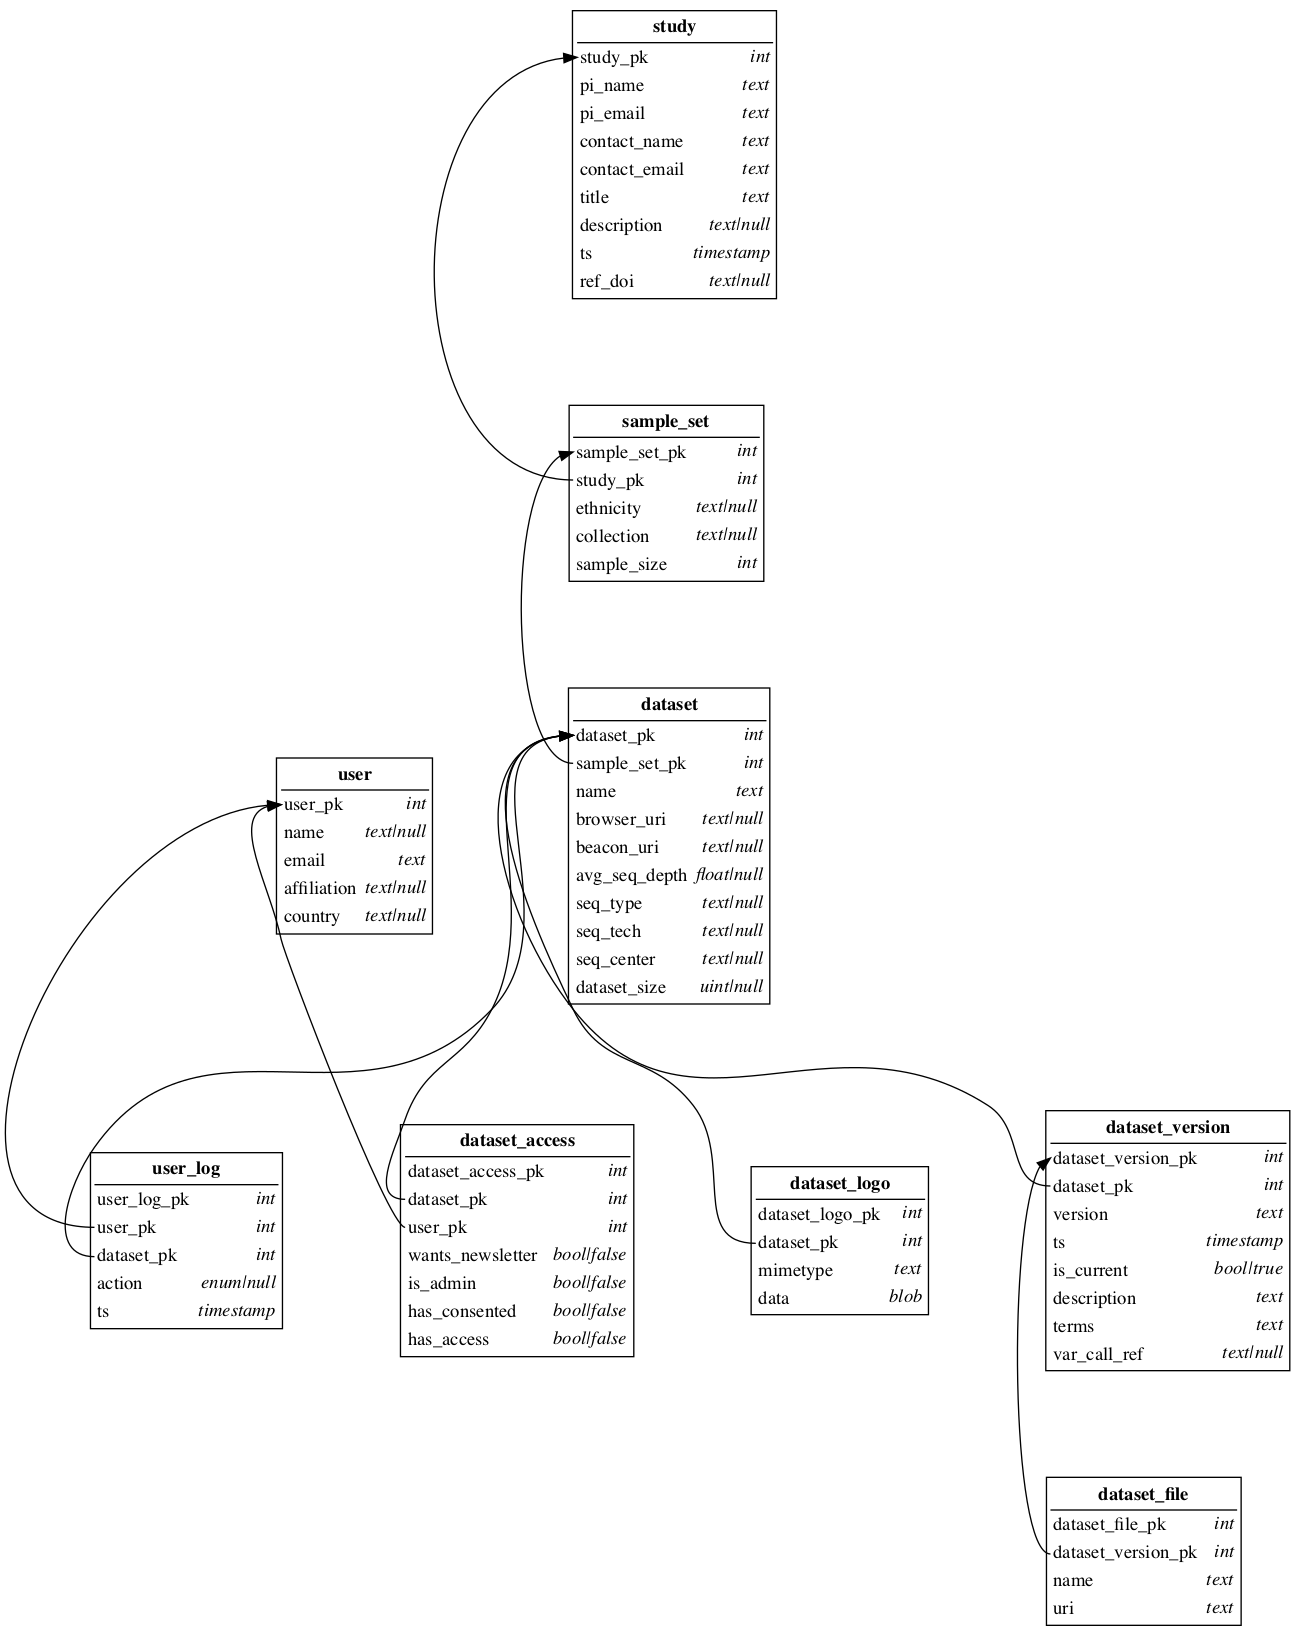 study
study_pk int
pi_name text
pi_email text
contact_name text
contact_email text
title text
description text|null
ts timestamp
ref_doi text|null
sample_set
sample_set_pk int
study_pk int
ethnicity text|null
collection text|null
sample_size int
dataset
dataset_pk int
sample_set_pk int
name text
browser_uri text|null
beacon_uri text|null
avg_seq_depth float|null
seq_type text|null
seq_tech text|null
seq_center text|null
dataset_size uint|null
user
user_pk int
name text|null
email text
affiliation text|null
country text|null
user_log
user_log_pk int
user_pk int
dataset_pk int
action enum|null
ts timestamp
dataset_access
dataset_access_pk int
dataset_pk int
user_pk int
wants_newsletter bool|false
is_admin bool|false
has_consented bool|false
has_access bool|false
dataset_logo
dataset_logo_pk int
dataset_pk int
mimetype text
data blob
dataset_version
dataset_version_pk int
dataset_pk int
version text
ts timestamp
is_current bool|true
description text
terms text
var_call_ref text|null
dataset_file
dataset_file_pk int
dataset_version_pk int
name text
uri text